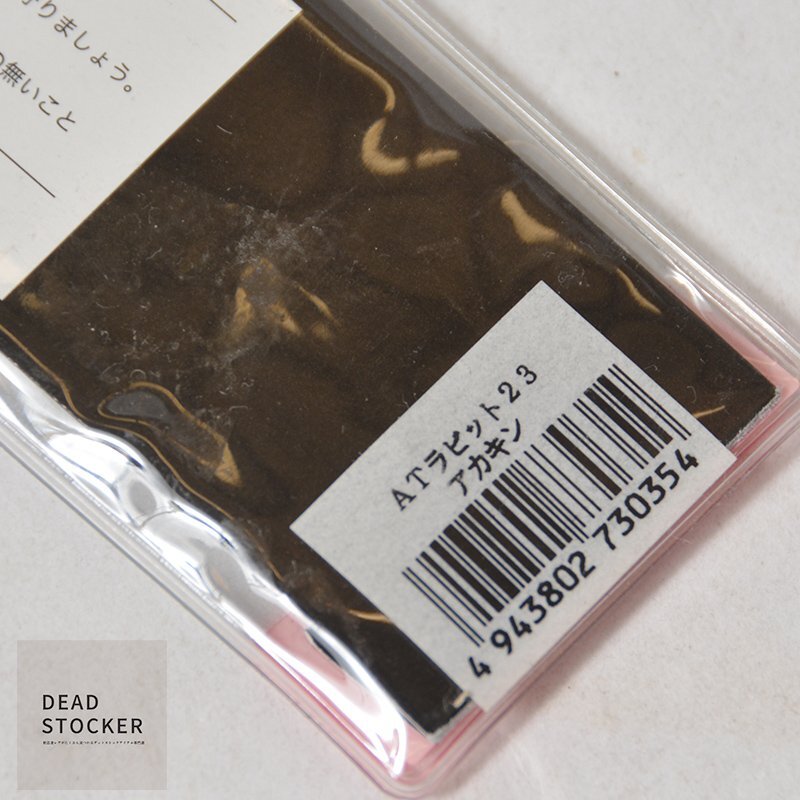 りましょう。
の無いこと
ATラビット23
アカキン
4 943802 730354
DEAD
STOCKER